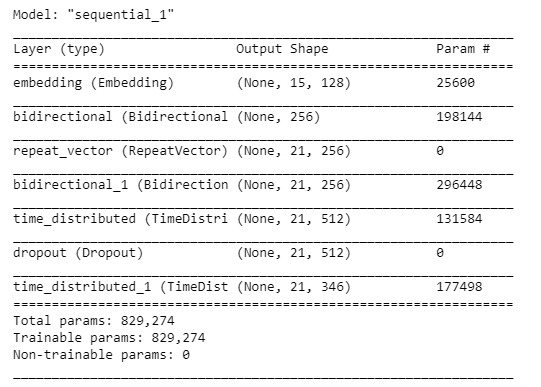 Model: "sequential_1"
Layer (type) Output Shape Param #
embedding (Embedding) (None, 15, 128) 25600
bidirectional (Bidirectional (None, 256) 198144
repeat_vector (RepeatVector) (None, 21, 256) 0
bidirectional_1 (Bidirection (None, 21, 256) 296448
time_distributed (TimeDistri (None, 21, 512) 131584
dropout (Dropout) (None, 21, 512) 0
time_distributed_1 (TimeDist (None, 21, 346) 177498
Total params: 829,274
Trainable params: 829,274
Non-trainable params: 0